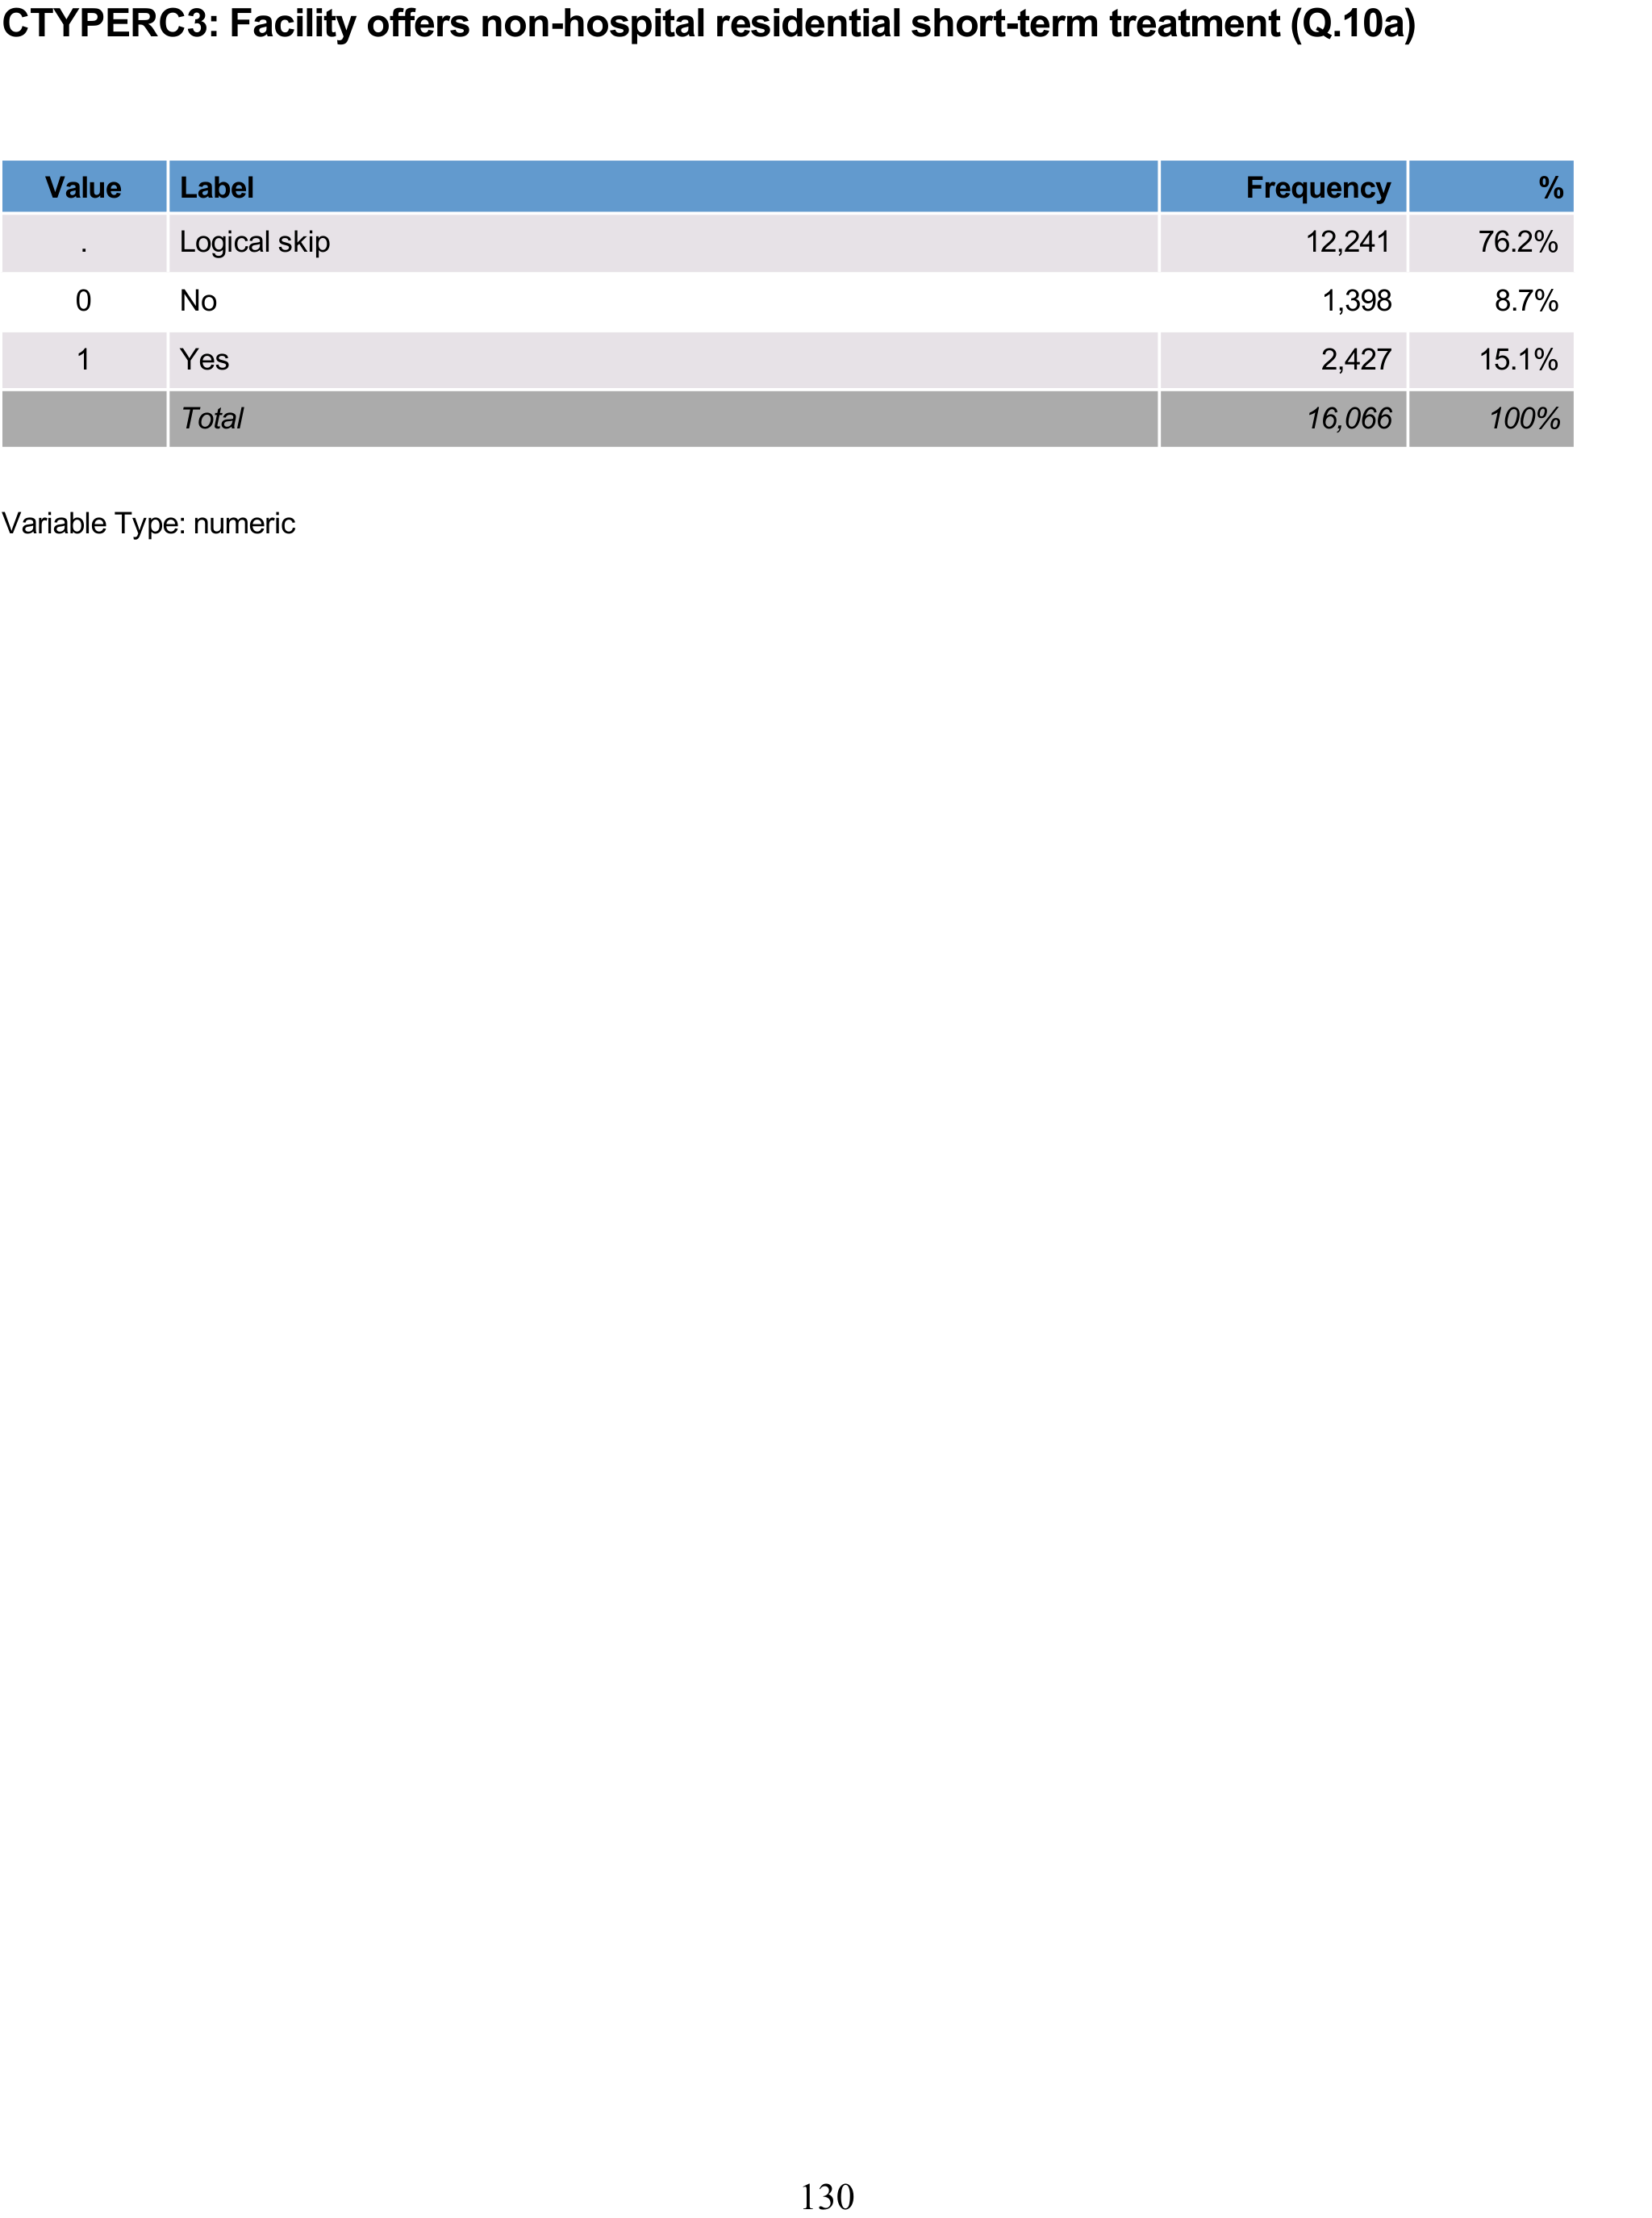 CTYPERC3: Facility offers non-hospital residential short-term treatment (Q.10a)
Value Label Frequency %
. Logical skip 12,241 76.2%
0 No 1,398 8.7%
1 Yes 2,427 15.1%
Total 16,066 100%
Variable Type: numeric
130